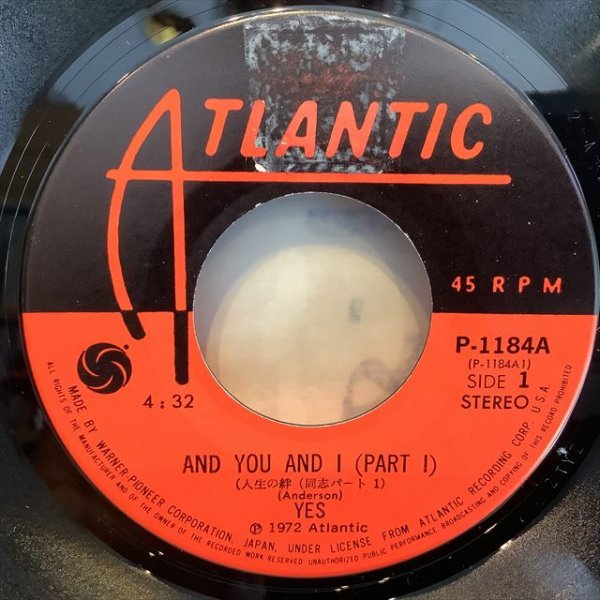 ATLANTIC
45 RPM
P-1184A
(P-1184A1)
SIDE 1
STEREO
4:32
AND YOU AND I (PART I)
(人生の絆 (同志パート 1)
(Anderson)
YES
Ⓟ 1972 Atlantic
MADE BY WARNER-PIONEER CORPORATION, JAPAN, UNDER LICENSE FROM ATLANTIC RECORDING CORP. U.S.A.
ALL RIGHTS OF THE MANUFACTURER AND OF THE OWNER OF THE RECORDED WORK RESERVED UNAUTHORIZED PUBLIC PERFORMANCE, BROADCASTING AND COPYING OF THIS RECORD PROHIBITED